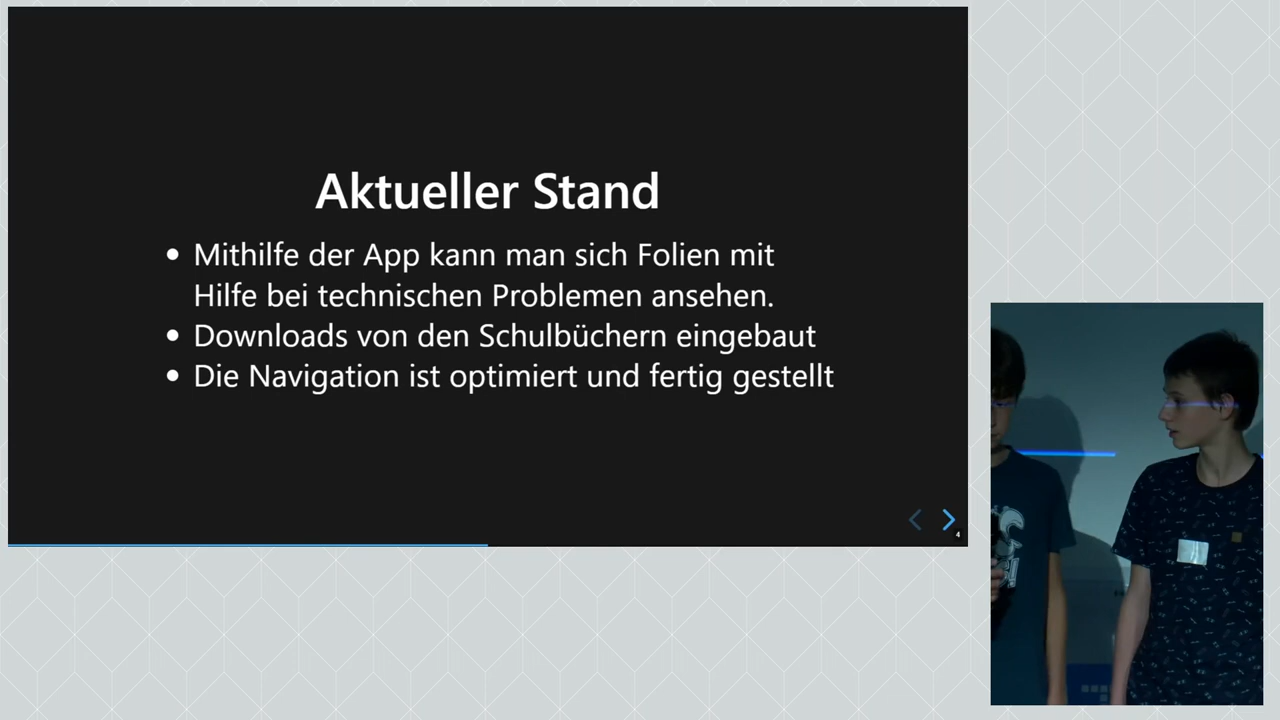 Aktueller Stand
• Mithilfe der App kann man sich Folien mit
Hilfe bei technischen Problemen ansehen.
• Downloads von den Schulbüchern eingebaut
• Die Navigation ist optimiert und fertig gestellt
4